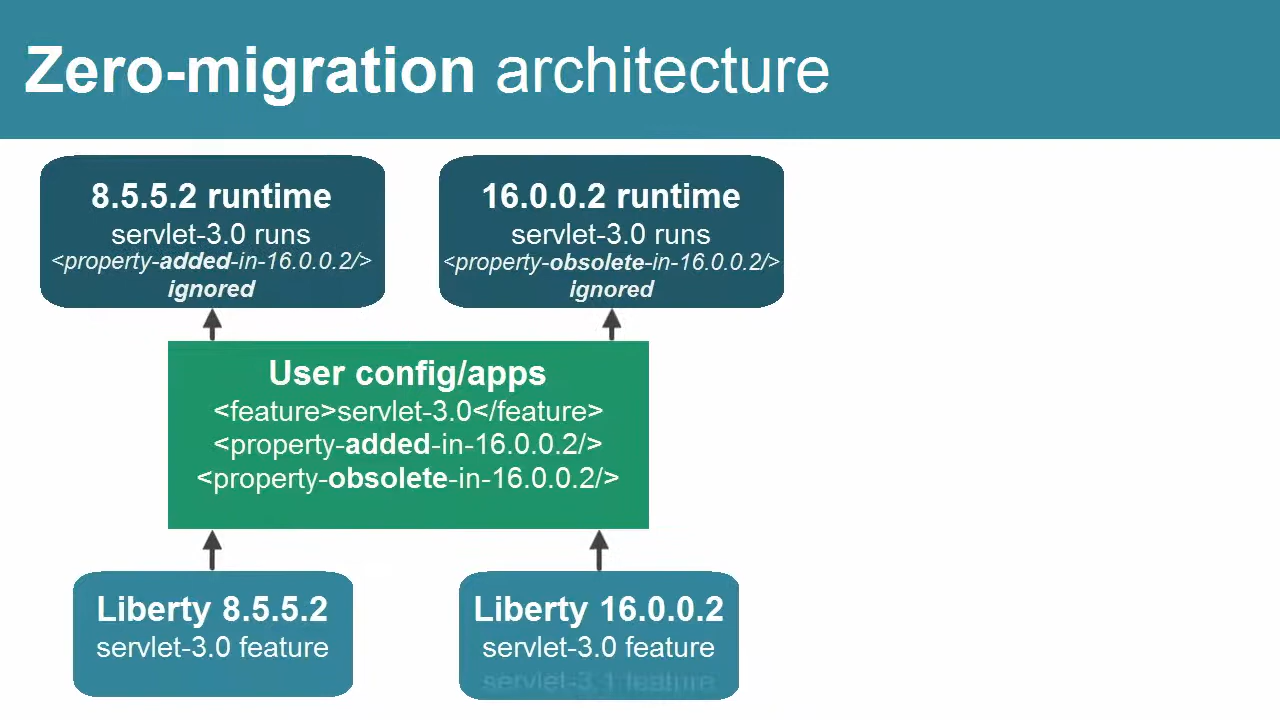 Zero-migration architecture
8.5.5.2 runtime
servlet-3.0 runs
<property-added-in-16.0.0.2/>
ignored
16.0.0.2 runtime
servlet-3.0 runs
<property-obsolete-in-16.0.0.2/>
ignored
User config/apps
<feature>servlet-3.0</feature>
<property-added-in-16.0.0.2/>
<property-obsolete-in-16.0.0.2/>
Liberty 8.5.5.2
servlet-3.0 feature
Liberty 16.0.0.2
servlet-3.0 feature
servlet-3.1 feature